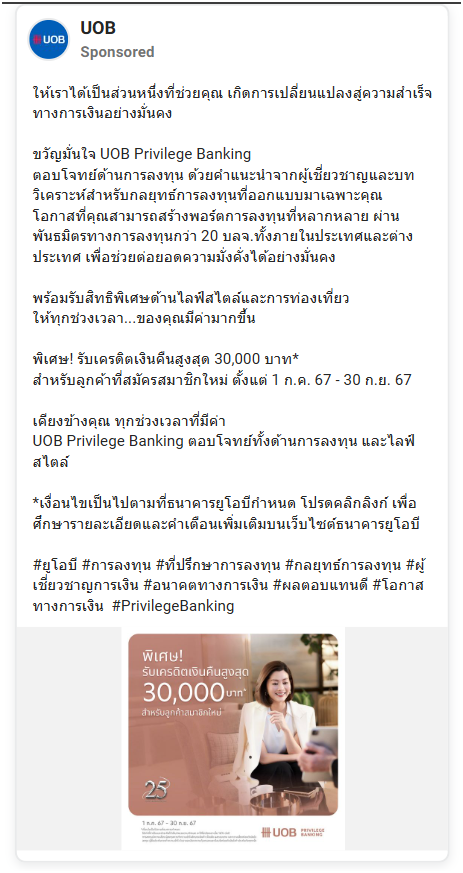 UOB
UOB
Sponsored
ให้เราได้เป็นส่วนหนึ่งที่ช่วยคุณ เกิดการเปลี่ยนแปลงสู่ความสำเร็จ
ทางการเงินอย่างมั่นคง
ขวัญมั่นใจ UOB Privilege Banking
ตอบโจทย์ด้านการลงทุน ด้วยคำแนะนำจากผู้เชี่ยวชาญและบท
วิเคราะห์สำหรับกลยุทธ์การลงทุนที่ออกแบบมาเฉพาะคุณ
โอกาสที่คุณสามารถสร้างพอร์ตการลงทุนที่หลากหลาย ผ่าน
พันธมิตรทางการลงทุนกว่า 20 บลจ.ทั้งภายในประเทศและต่าง
ประเทศ เพื่อช่วยต่อยอดความมั่งคั่งได้อย่างมั่นคง
พร้อมรับสิทธิพิเศษด้านไลฟ์สไตล์และการท่องเที่ยว
ให้ทุกช่วงเวลา...ของคุณมีค่ามากขึ้น
พิเศษ! รับเครดิตเงินคืนสูงสุด 30,000 บาท*
สำหรับลูกค้าที่สมัครสมาชิกใหม่ ตั้งแต่ 1 ก.ค. 67 - 30 ก.ย. 67
เคียงข้างคุณ ทุกช่วงเวลาที่มีค่า
UOB Privilege Banking ตอบโจทย์ทั้งด้านการลงทุน และไลฟ์
สไตล์
*เงื่อนไขเป็นไปตามที่ธนาคารยูโอบีกำหนด โปรดคลิกลิงก์ เพื่อ
ศึกษารายละเอียดและคำเตือนเพิ่มเติมบนเว็บไซต์ธนาคารยูโอบี
#ยูโอบี #การลงทุน #ที่ปรึกษาการลงทุน #กลยุทธ์การลงทุน #ผู้
เชี่ยวชาญการเงิน #อนาคตทางการเงิน #ผลตอบแทนดี #โอกาส
ทางการเงิน #PrivilegeBanking
พิเศษ!
รับเครดิตเงินคืนสูงสุด
30,000 บาท*
สำหรับลูกค้าสมาชิกใหม่
25
1 ก.ค. 67 - 30 ก.ย. 67
UOB PRIVILEGE
BANKING